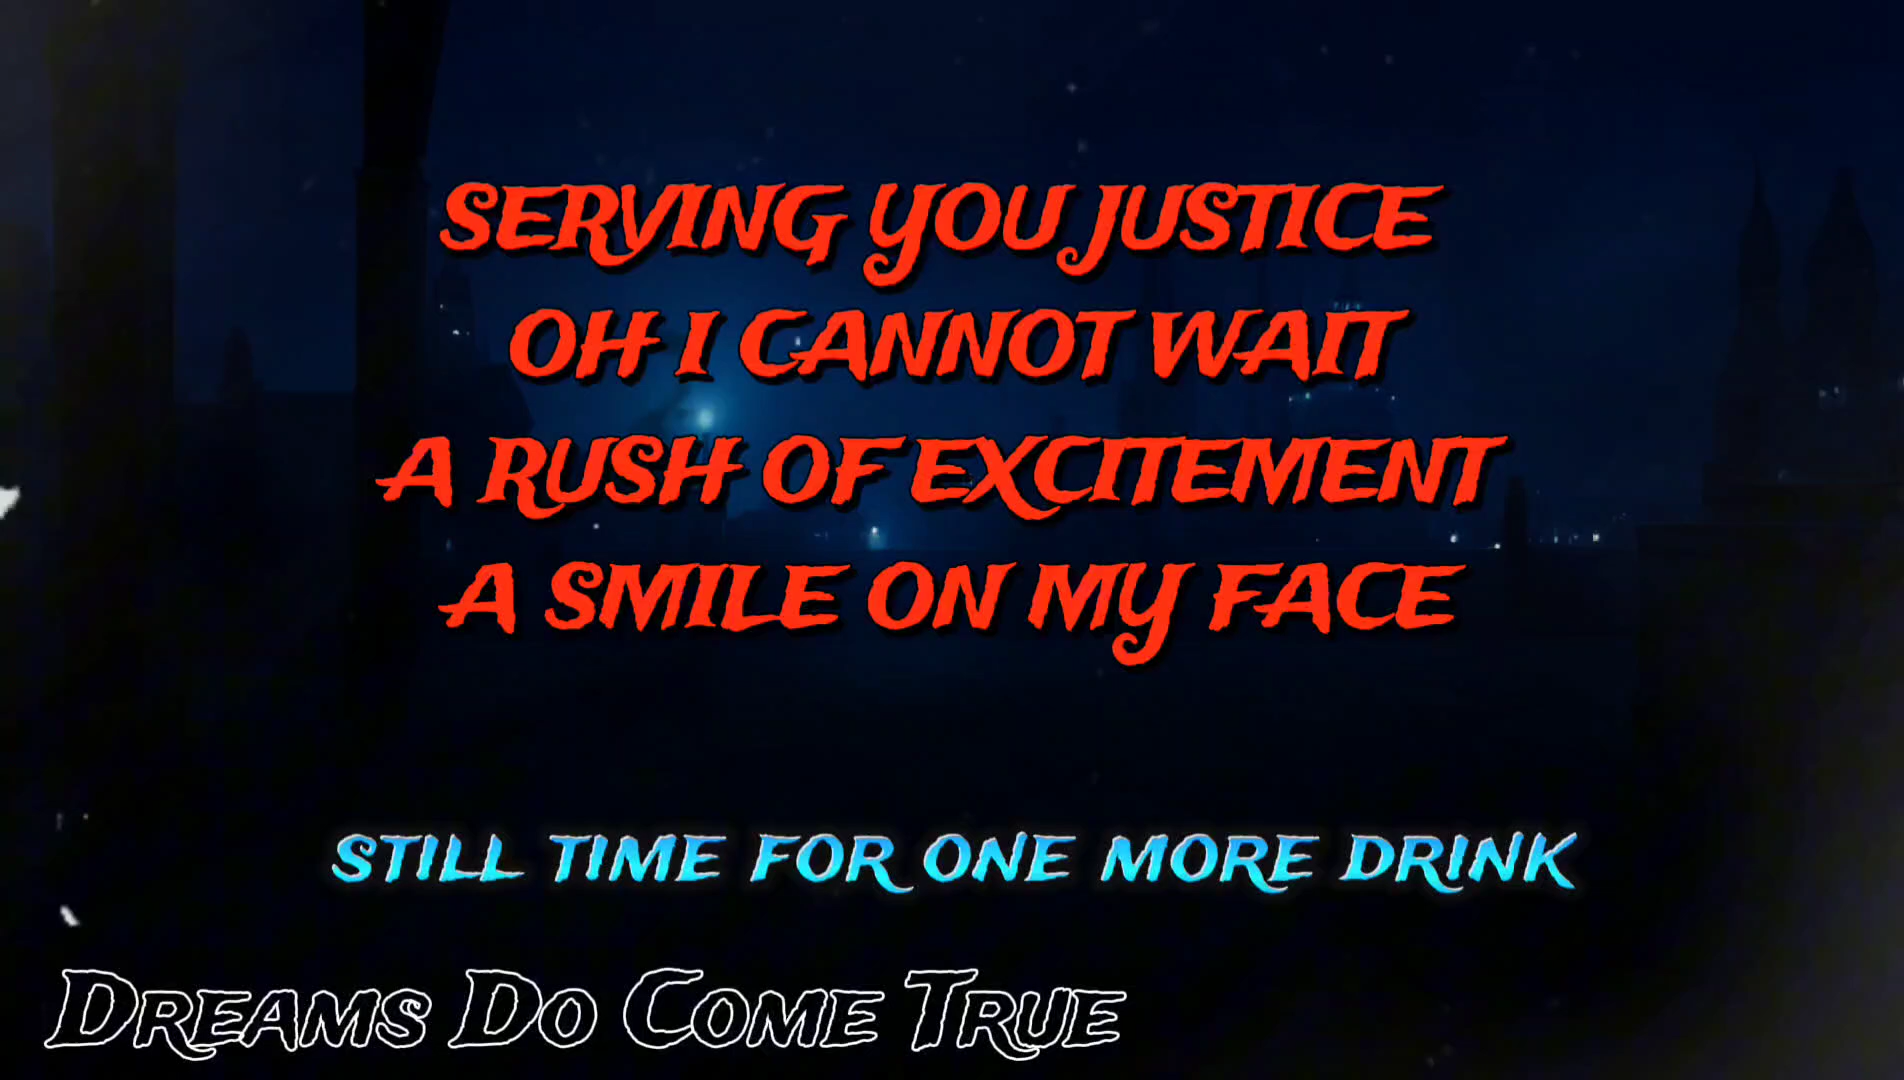 SERVING YOU JUSTICE
OH I CANNOT WAIT
A RUSH OF EXCITEMENT
A SMILE ON MY FACE
STILL TIME FOR ONE MORE DRINK
DREAMS DO COME TRUE